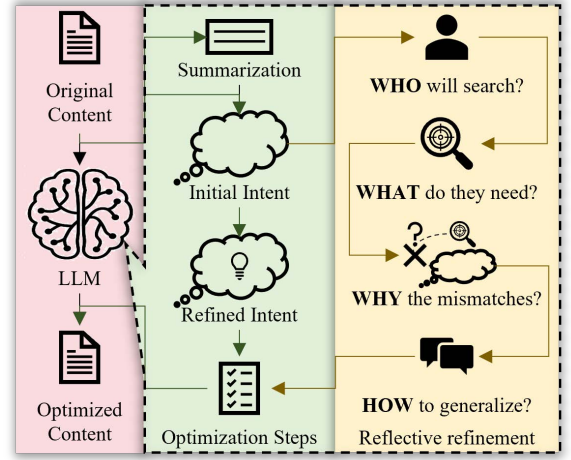 Original
Content
LLM
Optimized
Content
Summarization
Initial Intent
Refined Intent
Optimization Steps
WHO will search?
WHAT do they need?
?
WHY the mismatches?
HOW to generalize?
Reflective refinement